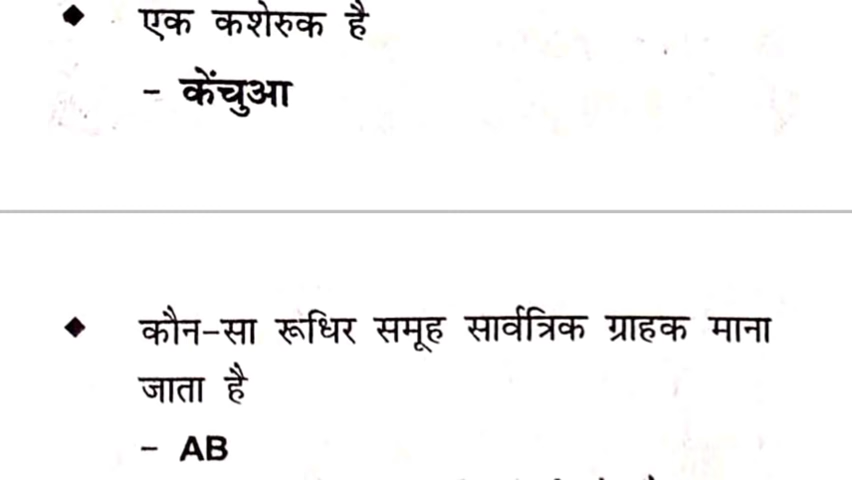 ♦ एक कशेरुक है
- केंचुआ
♦ कौन-सा रूधिर समूह सार्वत्रिक ग्राहक माना
जाता है
- AB